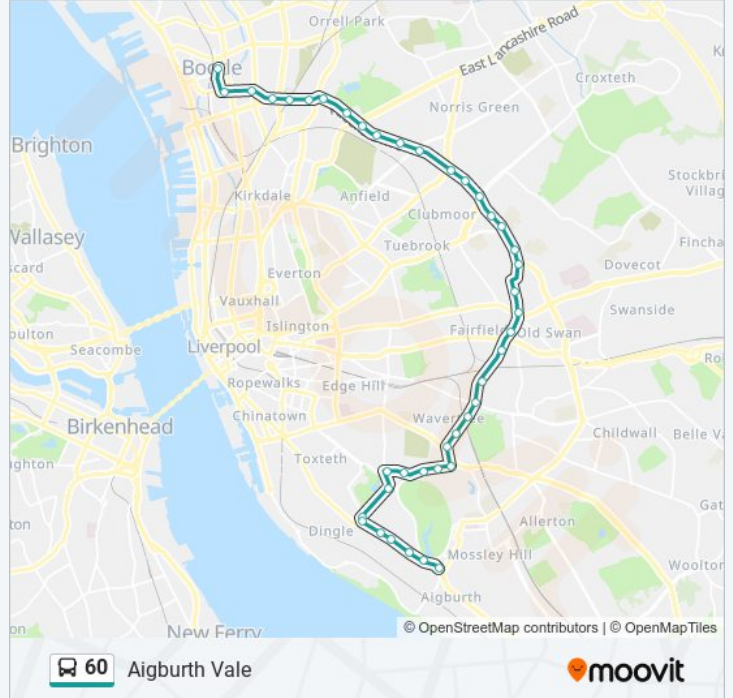 Orrell Park
East Lancashire Road
Bootle
Croxteth
Norris Green
Brighton
Stockbri
Villag
Kirkdale
Anfield
Clubmoor
Wallasey
Tuebrook
Fincha
scard
Dovecot
Everton
Vauxhall
Swanside
oulton
Islington
Fairfield
Old Swan
Seacombe
Liverpool
Ro
Ropewalks
Edge Hill
Chinatown
Wavertree
Birkenhead
Childwall
Belle Va
ighton
Toxteth
Gat
ton
Dingle
Allerton
Mossley Hill
Woolton
Aigburth
on
New Ferry
© OpenStreetMap contributors | © OpenMapTiles
60 Aigburth Vale
moovit